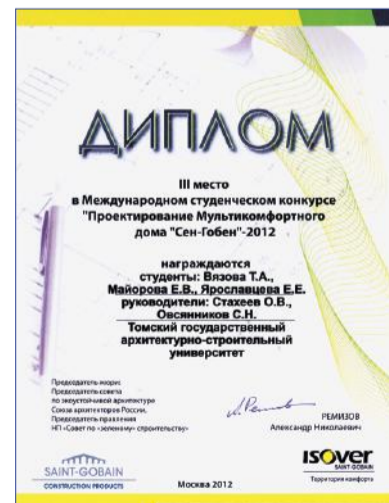 ДИПЛОМ
III место
в Международном студенческом конкурсе
"Проектирование Мультикомфортного
дома "Сен-Гобен"-2012
награждаются
студенты: Вязова Т.А.,
Майорова Е.В., Ярославцева Е.Е.
руководители: Стахеев О.В.,
Овсянников С.Н.
Томский государственный
архитектурно-строительный
университет
Председатель жюри:
Председатель совета
по экоустойчивой архитектуре
Союза архитекторов России,
Председатель правления
НП «Совет по «зеленому» строительству»
РЕМИЗОВ
Александр Николаевич
SAINT-GOBAIN
CONSTRUCTION PRODUCTS
Москва 2012
ISOVER
SAINT-GOBAIN
Территория комфорта